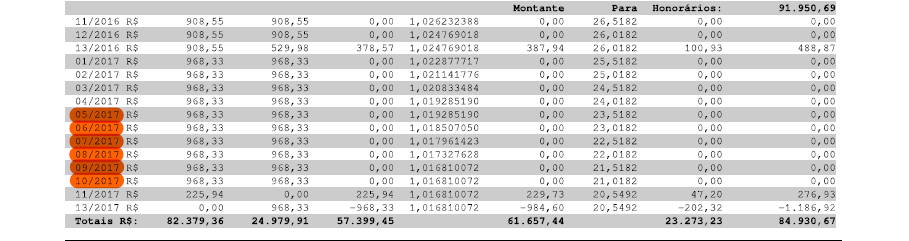 Montante Para Honorários: 91.950,69
11/2016 R$ 908,55 908,55 0,00 1,026232388 0,00 26,5182 0,00 0,00
12/2016 R$ 908,55 908,55 0,00 1,024769018 0,00 26,0182 0,00 0,00
13/2016 R$ 908,55 529,98 378,57 1,024769018 387,94 26,0182 100,93 488,87
01/2017 R$ 968,33 968,33 0,00 1,022877717 0,00 25,5182 0,00 0,00
02/2017 R$ 968,33 968,33 0,00 1,021141776 0,00 25,0182 0,00 0,00
03/2017 R$ 968,33 968,33 0,00 1,020833484 0,00 24,5182 0,00 0,00
04/2017 R$ 968,33 968,33 0,00 1,019285190 0,00 24,0182 0,00 0,00
05/2017 R$ 968,33 968,33 0,00 1,019285190 0,00 23,5182 0,00 0,00
06/2017 R$ 968,33 968,33 0,00 1,018507050 0,00 23,0182 0,00 0,00
07/2017 R$ 968,33 968,33 0,00 1,017961423 0,00 22,5182 0,00 0,00
08/2017 R$ 968,33 968,33 0,00 1,017327628 0,00 22,0182 0,00 0,00
09/2017 R$ 968,33 968,33 0,00 1,016810072 0,00 21,5182 0,00 0,00
10/2017 R$ 968,33 968,33 0,00 1,016810072 0,00 21,0182 0,00 0,00
11/2017 R$ 225,94 0,00 225,94 1,016810072 229,73 20,5492 47,20 276,93
13/2017 R$ 0,00 968,33 -968,33 1,016810072 -984,60 20,5492 -202,32 -1.186,92
Totais R$: 82.379,36 24.979,91 57.399,45 61.657,44 23.273,23 84.930,67